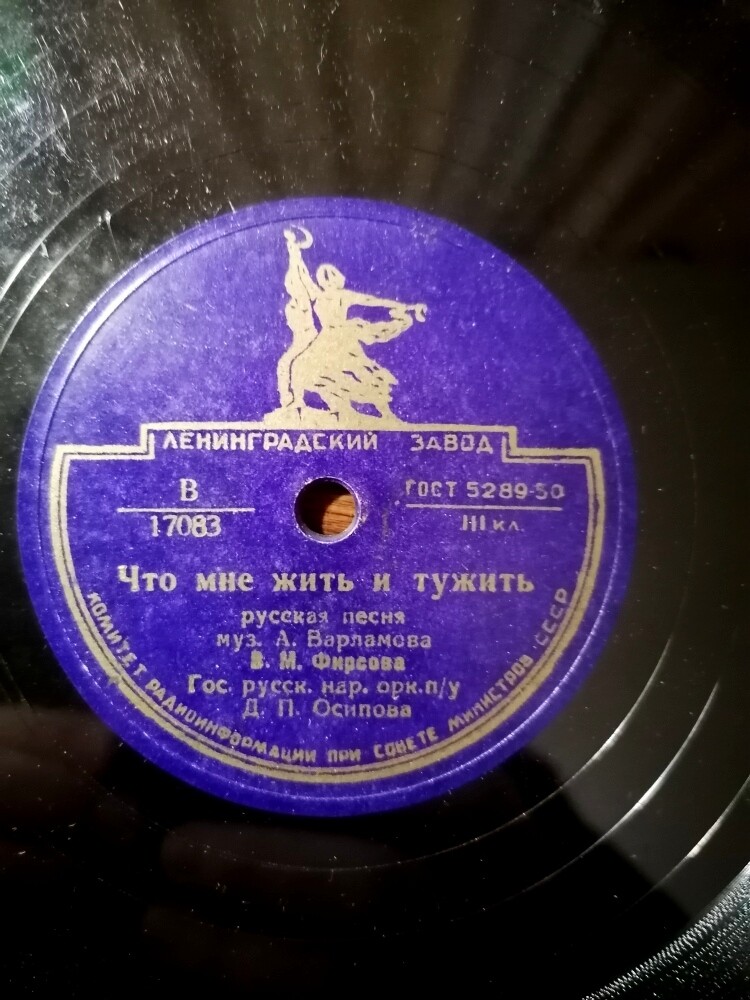 ЛЕНИНГРАДСКИЙ ЗАВОД
В
17083
ГОСТ 5289-50
III кл.
Что мне жить и тужить
русская песня
муз. А. Варламова
В. М. Фирсова
Гос. русск. нар. орк.п/у
Д. П. Осипова
КОМИТЕТ РАДИОИНФОРМАЦИИ ПРИ СОВЕТЕ МИНИСТРОВ СССР